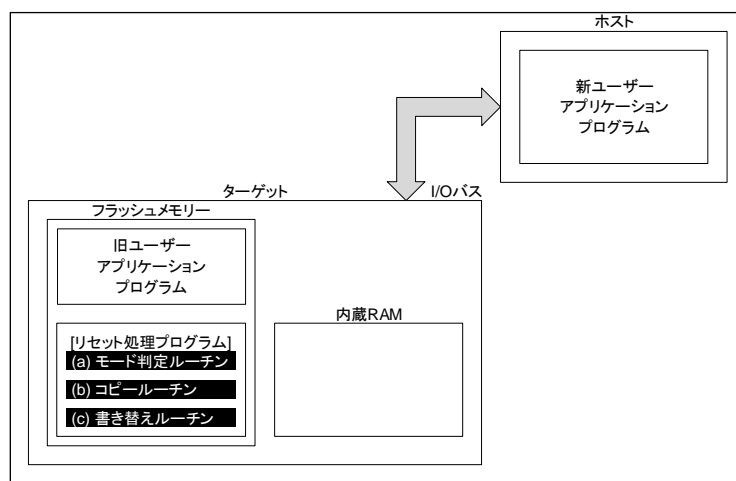 ホスト
新ユーザー
アプリケーション
プログラム
I/Oバス
ターゲット
フラッシュメモリー
旧ユーザー
アプリケーション
プログラム
内蔵RAM
[リセット処理プログラム]
(a) モード判定ルーチン
(b) コピールーチン
(c) 書き替えルーチン